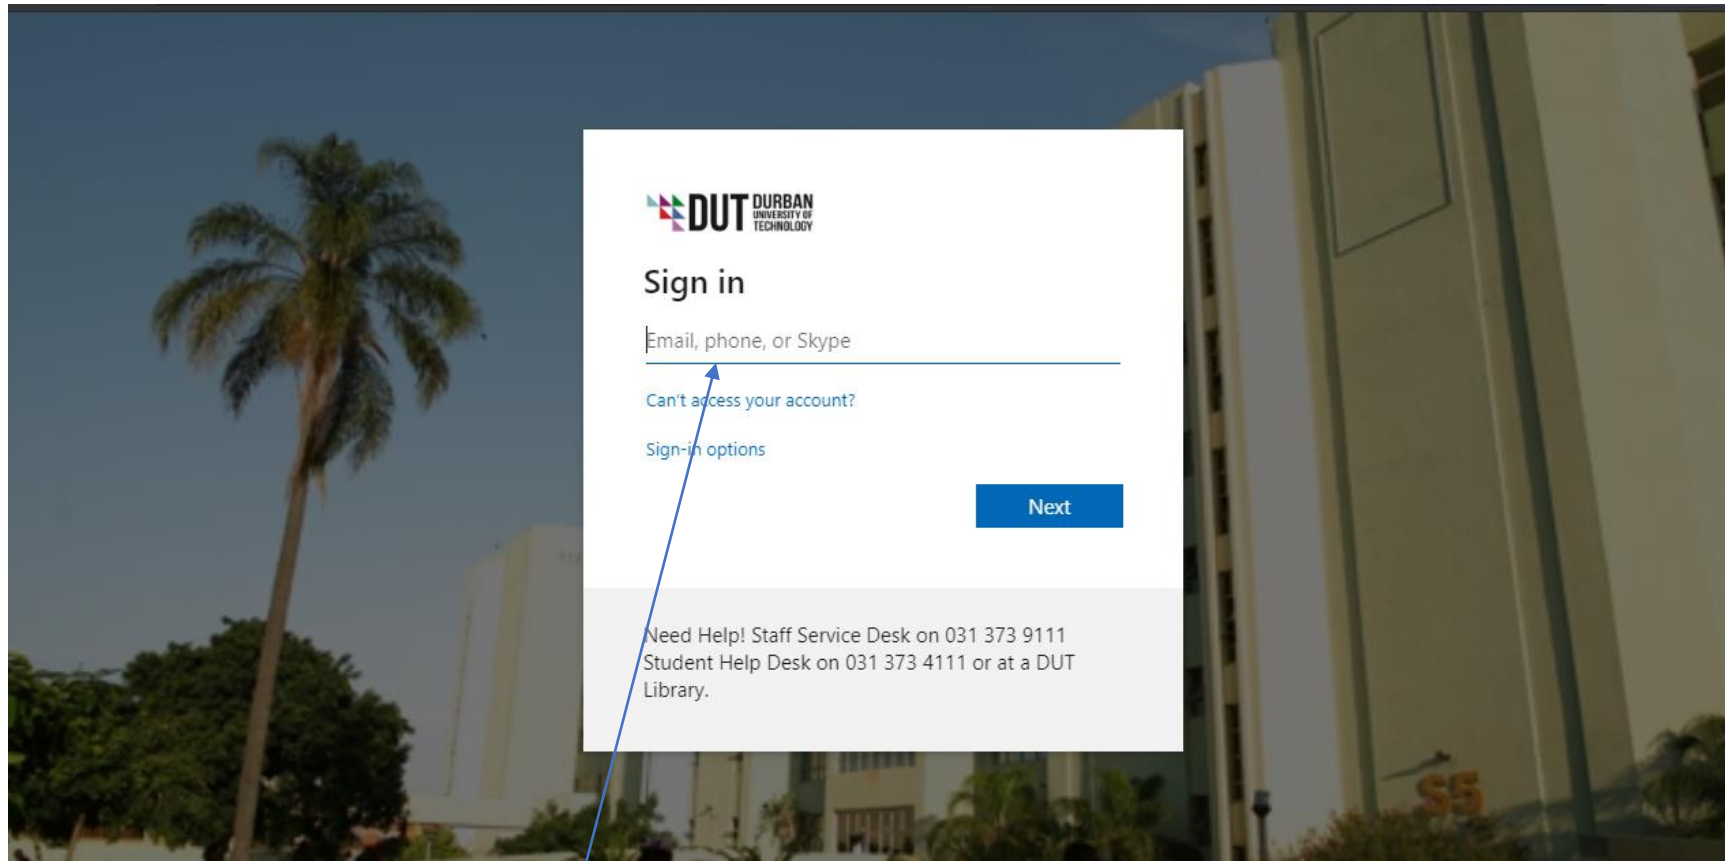 DUT DURBAN
UNIVERSITY OF
TECHNOLOGY
Sign in
Email, phone, or Skype
Can't access your account?
Sign-in options
Next
Need Help! Staff Service Desk on 031 373 9111
Student Help Desk on 031 373 4111 or at a DUT
Library.
S5